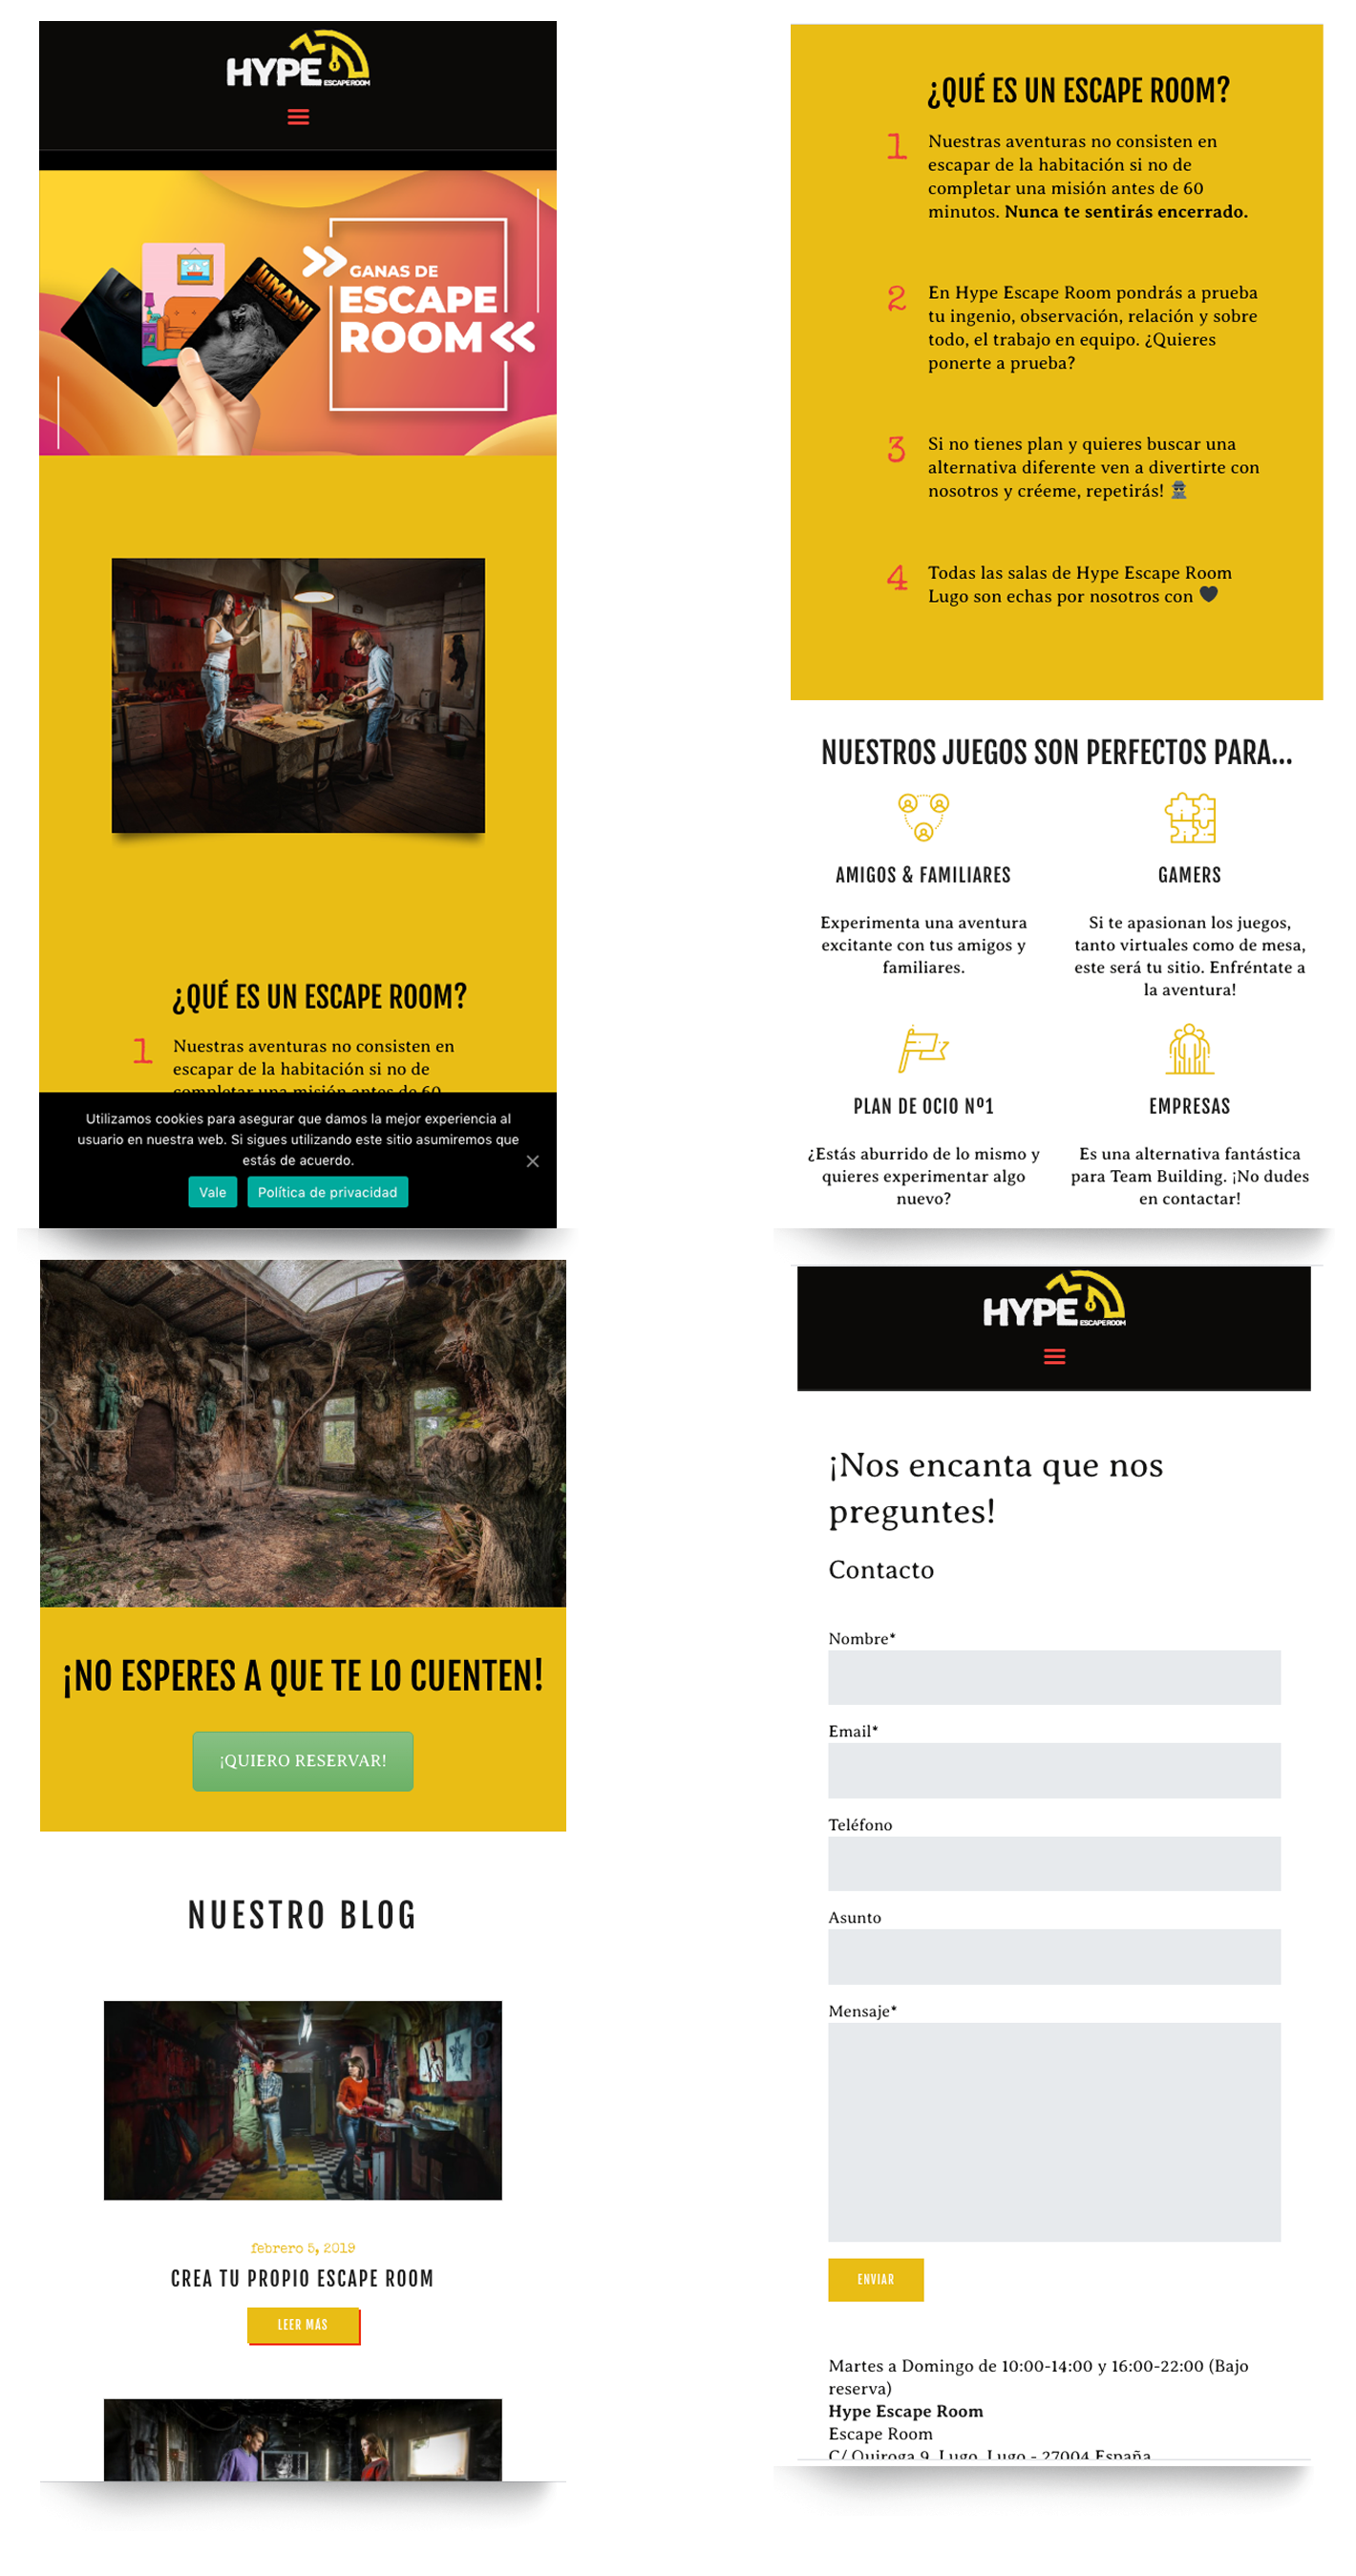 HYPE
ESCAPEROOM
GANAS DE
ESCAPE
ROOM
JUMANJI
¿QUÉ ES UN ESCAPE ROOM?
1 Nuestras aventuras no consisten en
escapar de la habitación si no de
completar una misión antes de 60
Utilizamos cookies para asegurar que damos la mejor experiencia al
usuario en nuestra web. Si sigues utilizando este sitio asumiremos que
estás de acuerdo.
Vale Política de privacidad
¿QUÉ ES UN ESCAPE ROOM?
1 Nuestras aventuras no consisten en
escapar de la habitación si no de
completar una misión antes de 60
minutos. Nunca te sentirás encerrado.
2 En Hype Escape Room pondrás a prueba
tu ingenio, observación, relación y sobre
todo, el trabajo en equipo. ¿Quieres
ponerte a prueba?
3 Si no tienes plan y quieres buscar una
alternativa diferente ven a divertirte con
nosotros y créeme, repetirás!
4 Todas las salas de Hype Escape Room
Lugo son echas por nosotros con 🖤
NUESTROS JUEGOS SON PERFECTOS PARA...
AMIGOS & FAMILIARES
Experimenta una aventura
excitante con tus amigos y
familiares.
GAMERS
Si te apasionan los juegos,
tanto virtuales como de mesa,
este será tu sitio. Enfréntate a
la aventura!
PLAN DE OCIO Nº1
¿Estás aburrido de lo mismo y
quieres experimentar algo
nuevo?
EMPRESAS
Es una alternativa fantástica
para Team Building. ¡No dudes
en contactar!
¡NO ESPERES A QUE TE LO CUENTEN!
¡QUIERO RESERVAR!
NUESTRO BLOG
febrero 5, 2019
CREA TU PROPIO ESCAPE ROOM
LEER MÁS
HYPE
ESCAPEROOM
¡Nos encanta que nos
preguntes!
Contacto
Nombre*
Email*
Teléfono
Asunto
Mensaje*
ENVIAR
Martes a Domingo de 10:00-14:00 y 16:00-22:00 (Bajo
reserva)
Hype Escape Room
Escape Room
C/ Quiroga 9, Lugo, Lugo - 27004 España